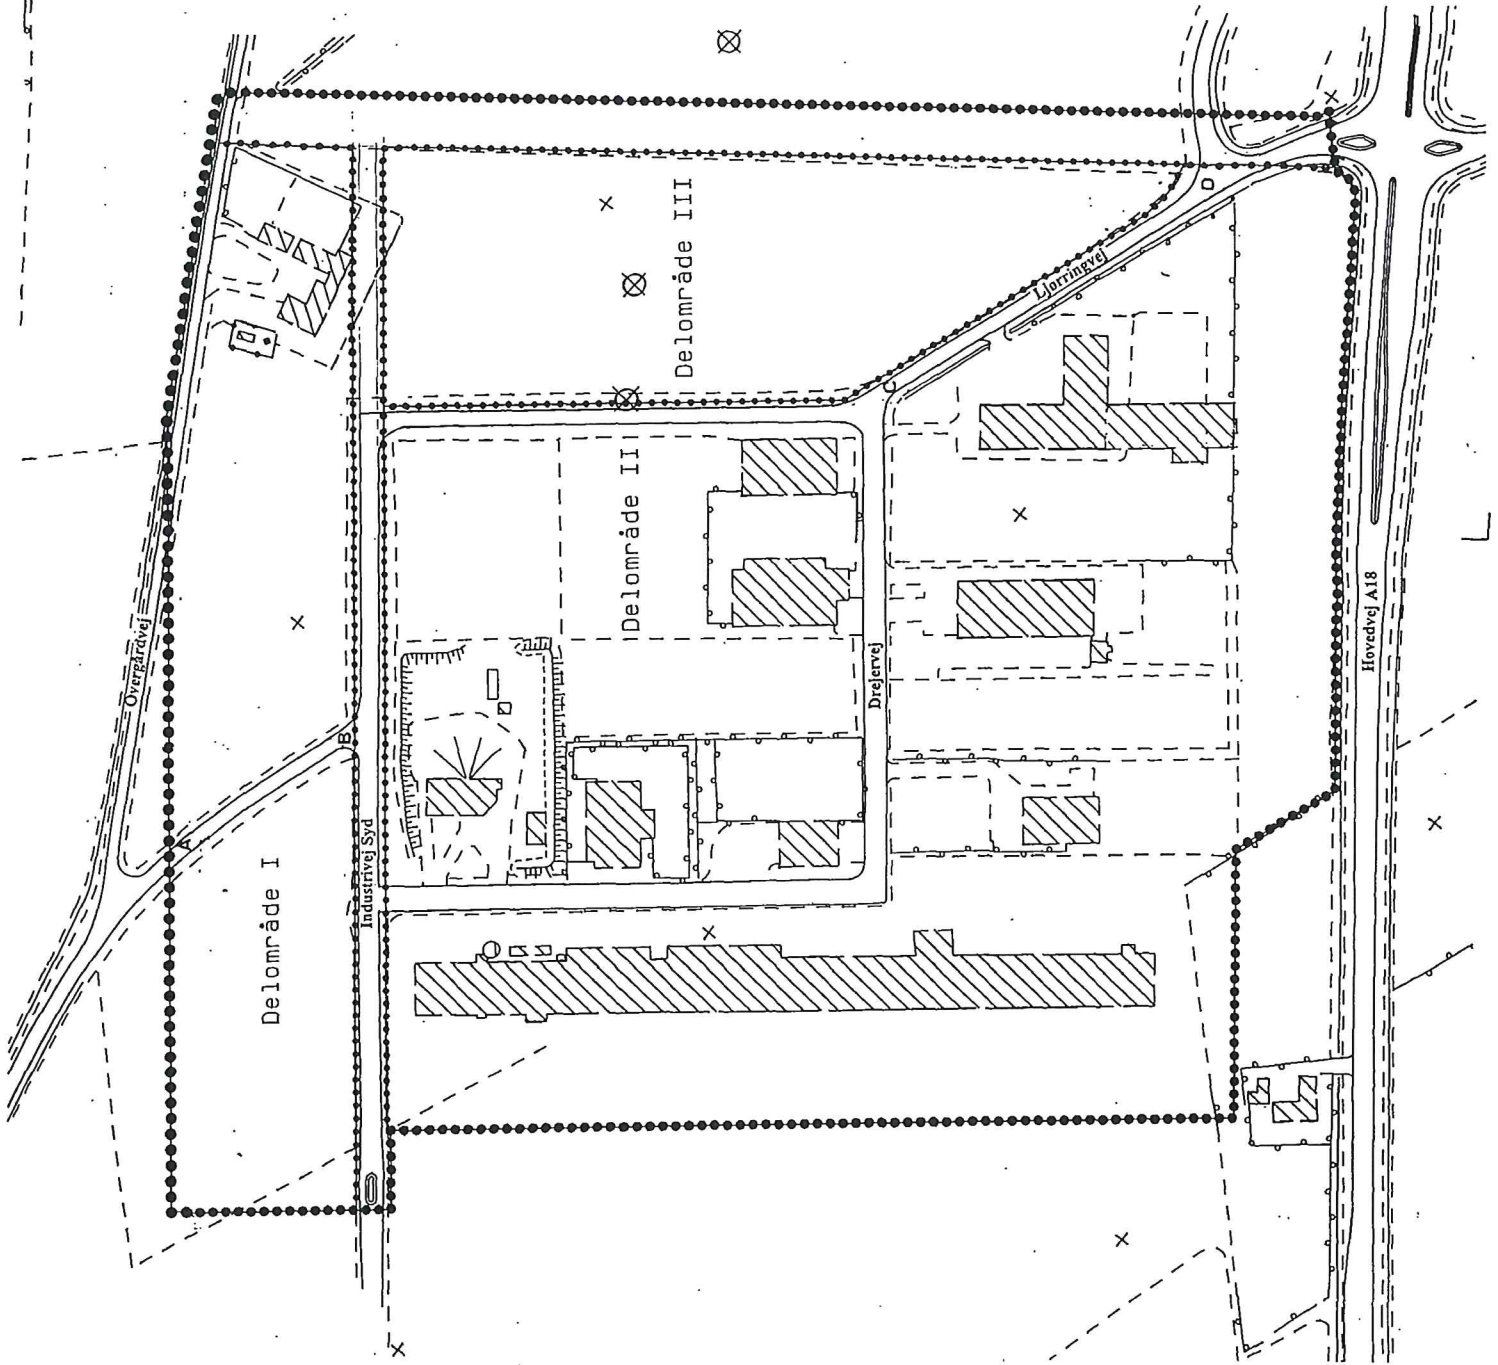 D
Delområde III
Ljørringvej
C
Delområde II
Hovedvej A18
Overgårdvej
Drejervej
B
A
Industrivej Syd
Delområde I